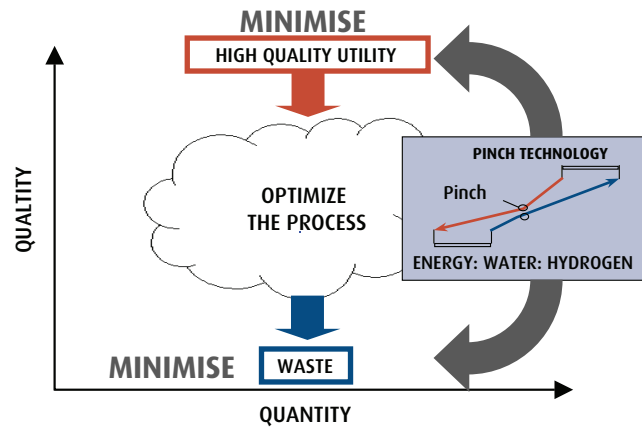 MINIMISE
HIGH QUALITY UTILITY
QUALTITY
OPTIMIZE
THE PROCESS
PINCH TECHNOLOGY
Pinch
ENERGY: WATER: HYDROGEN
MINIMISE
WASTE
QUANTITY